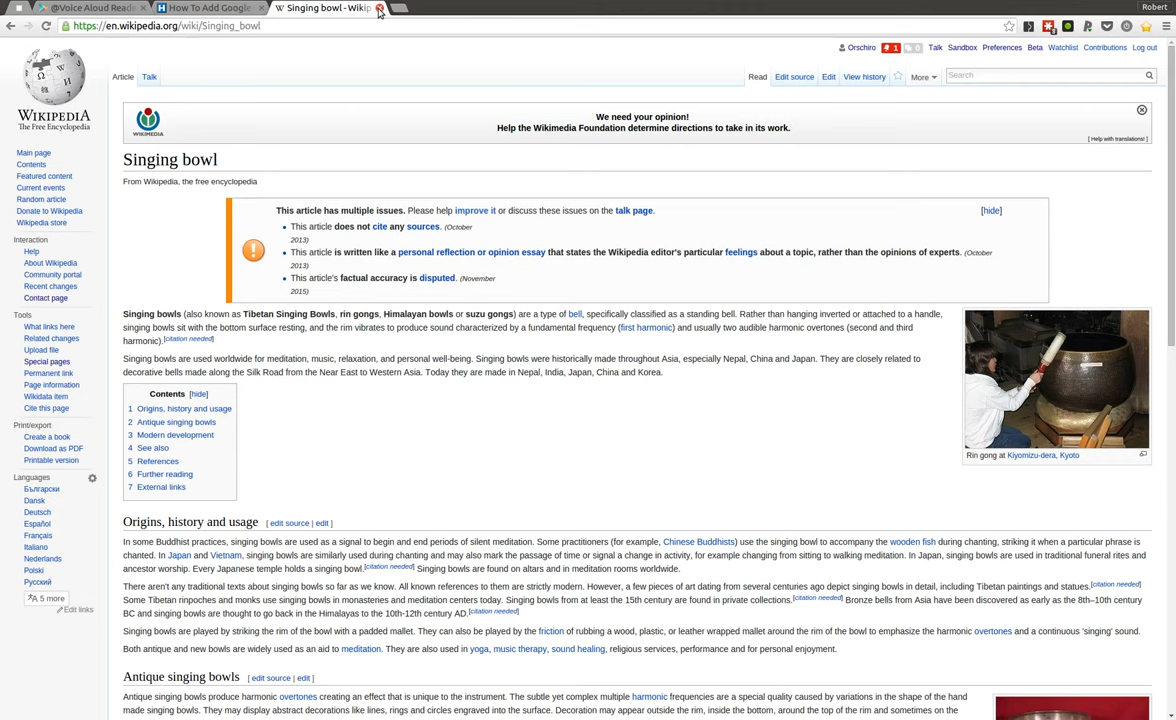 @Voice Aloud Reade
How To Add Google
Singing bowl - Wikip
Robert
https://en.wikipedia.org/wiki/Singing_bowl
Orschiro 1 0 Talk Sandbox Preferences Beta Watchlist Contributions Log out
Article Talk
Read Edit source Edit View history More Search
WIKIPEDIA
The Free Encyclopedia
WIKIMEDIA
We need your opinion!
Help the Wikimedia Foundation determine directions to take in its work.
[ Help with translations! ]
Main page
Contents
Featured content
Current events
Random article
Donate to Wikipedia
Wikipedia store
Interaction
Help
About Wikipedia
Community portal
Recent changes
Contact page
Tools
What links here
Related changes
Upload file
Special pages
Permanent link
Page information
Wikidata item
Cite this page
Print/export
Create a book
Download as PDF
Printable version
Languages
Български
Dansk
Deutsch
Español
Français
Italiano
Nederlands
Polski
Русский
5 more
Edit links
Singing bowl
From Wikipedia, the free encyclopedia
This article has multiple issues. Please help improve it or discuss these issues on the talk page. [hide]
This article does not cite any sources. (October
2013)
This article is written like a personal reflection or opinion essay that states the Wikipedia editor's particular feelings about a topic, rather than the opinions of experts. (October
2013)
This article's factual accuracy is disputed. (November
2015)
Singing bowls (also known as Tibetan Singing Bowls, rin gongs, Himalayan bowls or suzu gongs) are a type of bell, specifically classified as a standing bell. Rather than hanging inverted or attached to a handle,
singing bowls sit with the bottom surface resting, and the rim vibrates to produce sound characterized by a fundamental frequency (first harmonic) and usually two audible harmonic overtones (second and third
harmonic).[citation needed]
Singing bowls are used worldwide for meditation, music, relaxation, and personal well-being. Singing bowls were historically made throughout Asia, especially Nepal, China and Japan. They are closely related to
decorative bells made along the Silk Road from the Near East to Western Asia. Today they are made in Nepal, India, Japan, China and Korea.
Rin gong at Kiyomizu-dera, Kyoto
Contents [hide]
1 Origins, history and usage
2 Antique singing bowls
3 Modern development
4 See also
5 References
6 Further reading
7 External links
Origins, history and usage [ edit source | edit ]
In some Buddhist practices, singing bowls are used as a signal to begin and end periods of silent meditation. Some practitioners (for example, Chinese Buddhists) use the singing bowl to accompany the wooden fish during chanting, striking it when a particular phrase is
chanted. In Japan and Vietnam, singing bowls are similarly used during chanting and may also mark the passage of time or signal a change in activity, for example changing from sitting to walking meditation. In Japan, singing bowls are used in traditional funeral rites and
ancestor worship. Every Japanese temple holds a singing bowl.[citation needed] Singing bowls are found on altars and in meditation rooms worldwide.
There aren't any traditional texts about singing bowls so far as we know. All known references to them are strictly modern. However, a few pieces of art dating from several centuries ago depict singing bowls in detail, including Tibetan paintings and statues.[citation needed]
Some Tibetan rinpoches and monks use singing bowls in monasteries and meditation centers today. Singing bowls from at least the 15th century are found in private collections.[citation needed] Bronze bells from Asia have been discovered as early as the 8th–10th century
BC and singing bowls are thought to go back in the Himalayas to the 10th-12th century AD.[citation needed]
Singing bowls are played by striking the rim of the bowl with a padded mallet. They can also be played by the friction of rubbing a wood, plastic, or leather wrapped mallet around the rim of the bowl to emphasize the harmonic overtones and a continuous 'singing' sound.
Both antique and new bowls are widely used as an aid to meditation. They are also used in yoga, music therapy, sound healing, religious services, performance and for personal enjoyment.
Antique singing bowls [ edit source | edit ]
Antique singing bowls produce harmonic overtones creating an effect that is unique to the instrument. The subtle yet complex multiple harmonic frequencies are a special quality caused by variations in the shape of the hand
made singing bowls. They may display abstract decorations like lines, rings and circles engraved into the surface. Decoration may appear outside the rim, inside the bottom, around the top of the rim and sometimes on the